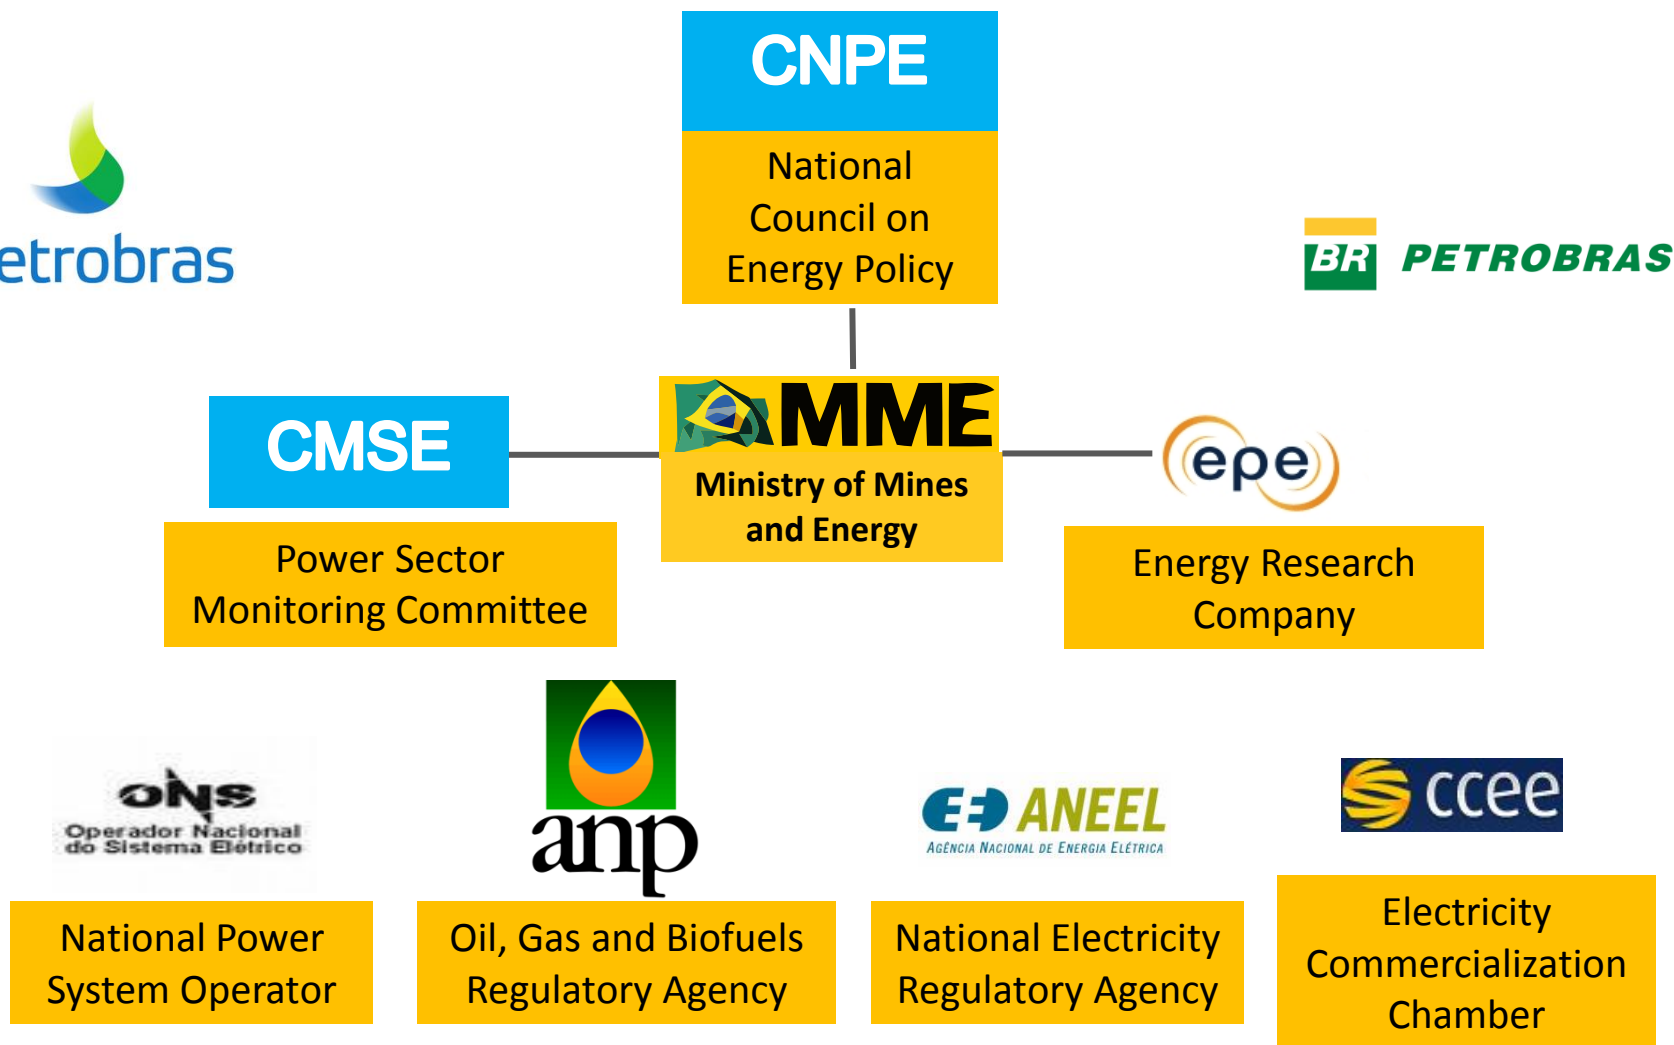 CNPE
National
Council on
Energy Policy
etrobras
BR PETROBRAS
CMSE
MME
epe
Ministry of Mines
and Energy
Power Sector
Monitoring Committee
Energy Research
Company
ONS
Operador Nacional
do Sistema Elétrico
anp
ANEEL
AGÊNCIA NACIONAL DE ENERGIA ELÉTRICA
ccee
National Power
System Operator
Oil, Gas and Biofuels
Regulatory Agency
National Electricity
Regulatory Agency
Electricity
Commercialization
Chamber